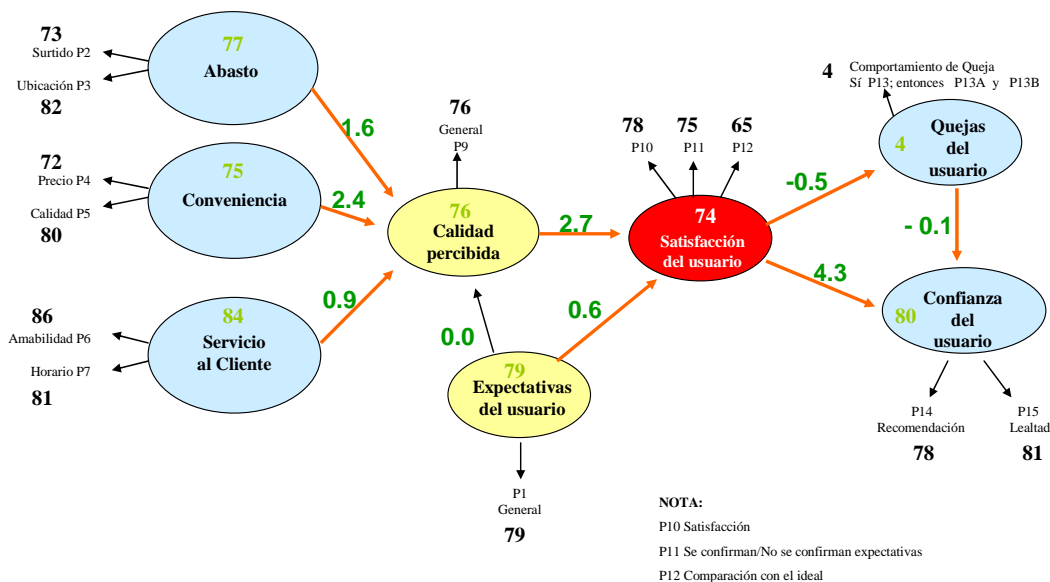 73
Surtido P2
Ubicación P3
82
77
Abasto
1.6
72
Precio P4
Calidad P5
80
75
Conveniencia
2.4
86
Amabilidad P6
Horario P7
81
84
Servicio
al Cliente
0.9
76
General
P9
76
Calidad
percibida
2.7
0.0
79
Expectativas
del usuario
P1
General
79
0.6
78
P10
75
P11
65
P12
74
Satisfacción
del usuario
-0.5
4.3
4
Comportamiento de Queja
Sí P13; entonces P13A y P13B
4
Quejas
del
usuario
- 0.1
80
Confianza
del
usuario
P14
Recomendación
78
P15
Lealtad
81
NOTA:
P10 Satisfacción
P11 Se confirman/No se confirman expectativas
P12 Comparación con el ideal